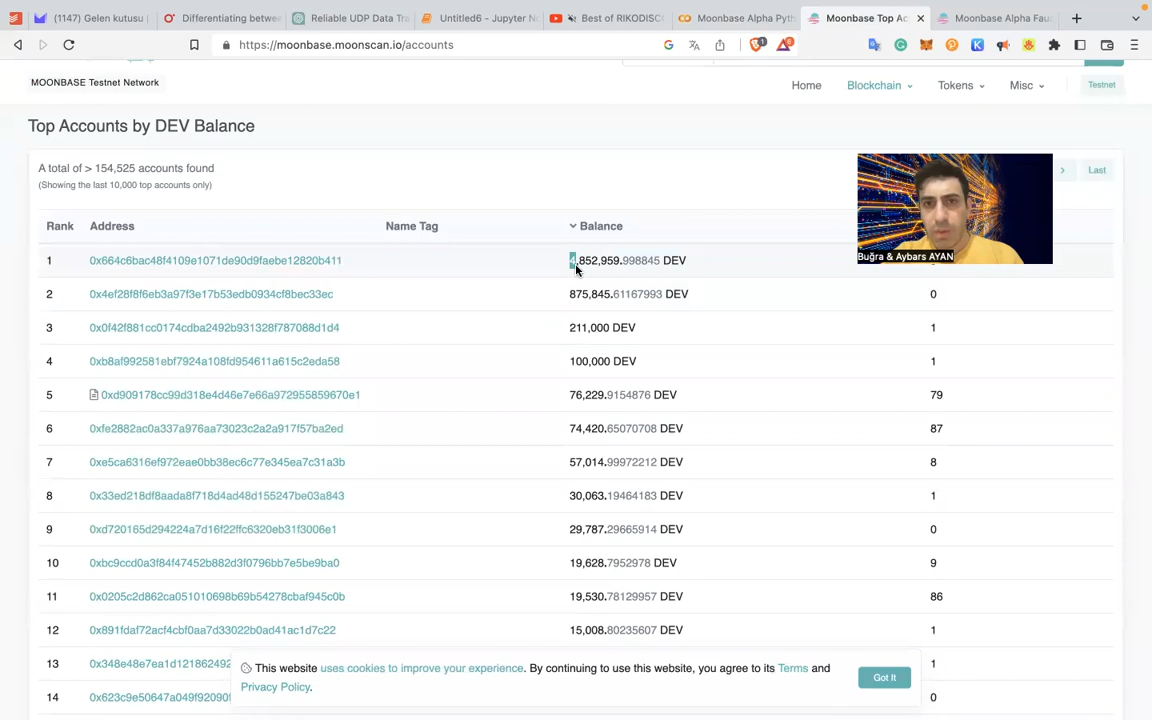 (1147) Gelen kutusu
Differentiating betwe
Reliable UDP Data Tra
Untitled6 - Jupyter N
Best of RIKODISC
Moonbase Alpha Pyth
Moonbase Top Ac
Moonbase Alpha Fau
https://moonbase.moonscan.io/accounts
MOONBASE Testnet Network
Home Blockchain Tokens Misc Testnet
Top Accounts by DEV Balance
A total of > 154,525 accounts found
(Showing the last 10,000 top accounts only)
Last
Rank Address Name Tag Balance
1 0x664c6bac48f4109e1071de90d9faebe12820b411 4,852,959.998845 DEV
Buğra & Aybars AYAN
2 0x4ef28f8f6eb3a97f3e17b53edb0934cf8bec33ec 875,845.61167993 DEV 0
3 0x0f42f881cc0174cdba2492b931328f787088d1d4 211,000 DEV 1
4 0xb8af992581ebf7924a108fd954611a615c2eda58 100,000 DEV 1
5 0xd909178cc99d318e4d46e7e66a972955859670e1 76,229.9154876 DEV 79
6 0xfe2882ac0a337a976aa73023c2a2a917f57ba2ed 74,420.65070708 DEV 87
7 0xe5ca6316ef972eae0bb38ec6c77e345ea7c31a3b 57,014.99972212 DEV 8
8 0x33ed218df8aada8f718d4ad48d155247be03a843 30,063.19464183 DEV 1
9 0xd720165d294224a7d16f22ffc6320eb31f3006e1 29,787.29665914 DEV 0
10 0xbc9ccd0a3f84f47452b882d3f0796bb7e5be9ba0 19,628.7952978 DEV 9
11 0x0205c2d862ca051010698b69b54278cbaf945c0b 19,530.78129957 DEV 86
12 0x891fdaf72acf4cbf0aa7d33022b0ad41ac1d7c22 15,008.80235607 DEV 1
13 0x348e48e7ea1d121862492 1
This website uses cookies to improve your experience. By continuing to use this website, you agree to its Terms and
Privacy Policy.
Got It
14 0x623c9e50647a049f92090f 0